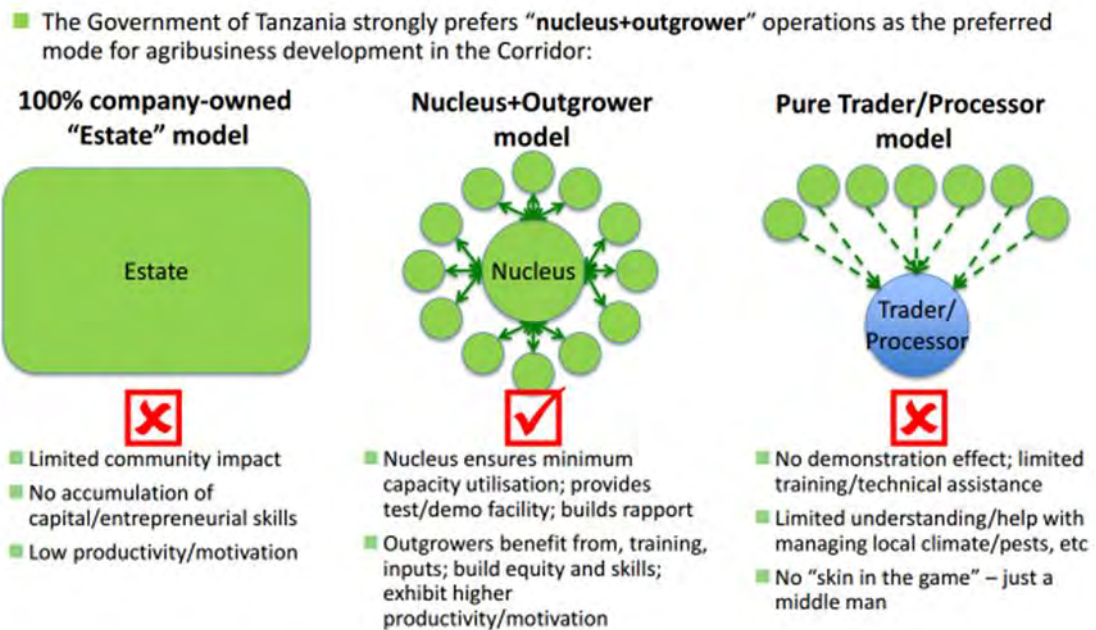 The Government of Tanzania strongly prefers “nucleus+outgrower” operations as the preferred
mode for agribusiness development in the Corridor:
100% company-owned
“Estate” model
Estate
Limited community impact
No accumulation of
capital/entrepreneurial skills
Low productivity/motivation
Nucleus+Outgrower
model
Nucleus
Nucleus ensures minimum
capacity utilisation; provides
test/demo facility; builds rapport
Outgrowers benefit from, training,
inputs; build equity and skills;
exhibit higher
productivity/motivation
Pure Trader/Processor
model
Trader/
Processor
No demonstration effect; limited
training/technical assistance
Limited understanding/help with
managing local climate/pests, etc
No “skin in the game” – just a
middle man